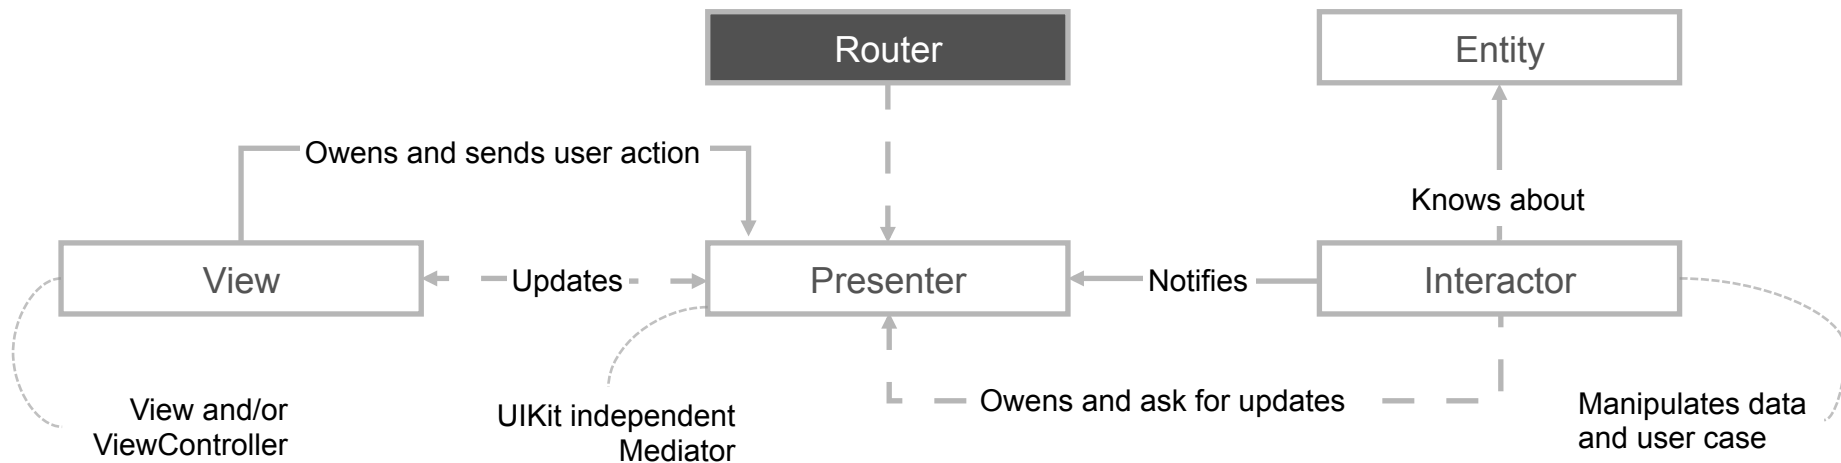 Router
Entity
Owens and sends user action
Knows about
View
Updates
Presenter
Notifies
Interactor
View and/or
ViewController
UIKit independent
Mediator
Owens and ask for updates
Manipulates data
and user case